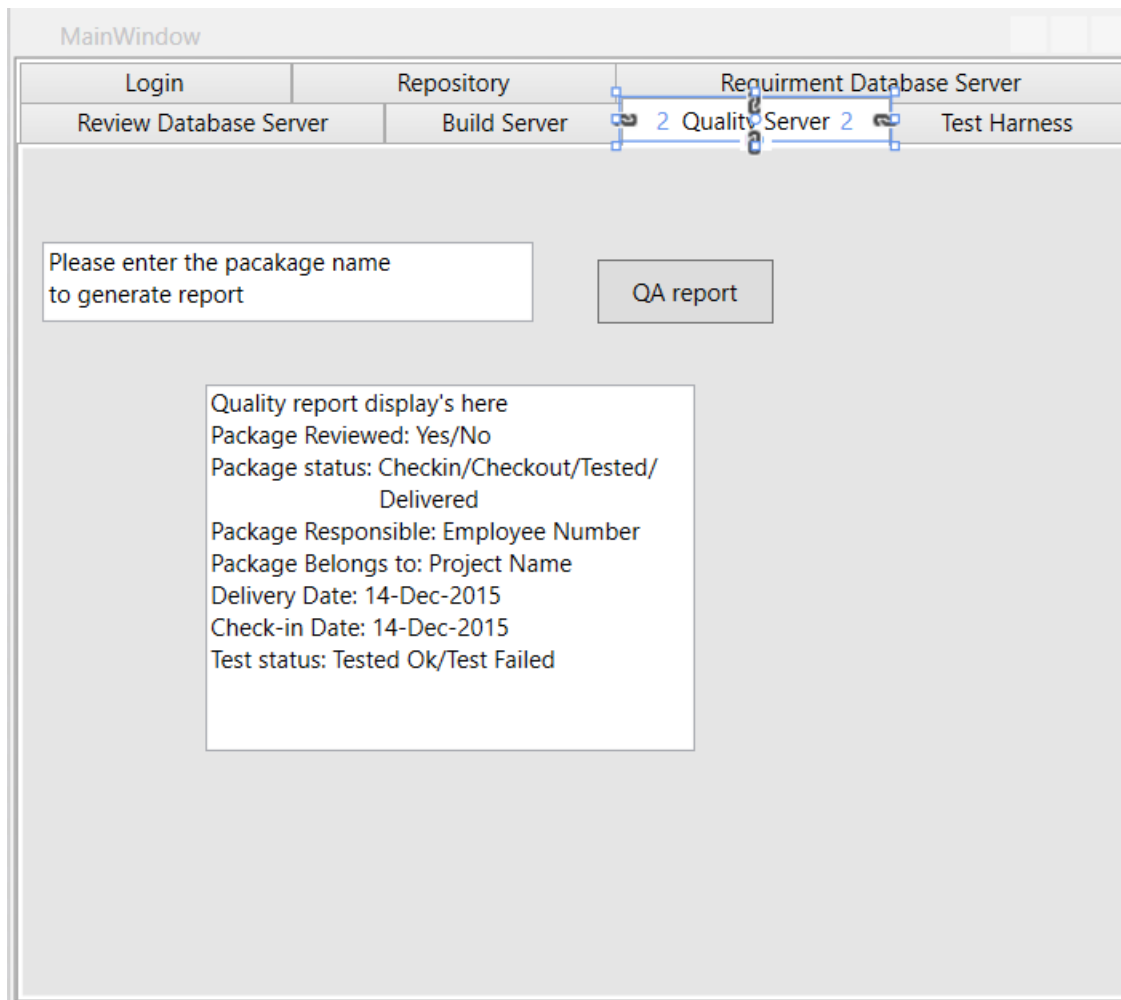 MainWindow
Login
Repository
Requirment Database Server
Review Database Server
Build Server
2 Quality Server 2
Test Harness
Please enter the pacakage name
to generate report
QA report
Quality report display's here
Package Reviewed: Yes/No
Package status: Checkin/Checkout/Tested/
Delivered
Package Responsible: Employee Number
Package Belongs to: Project Name
Delivery Date: 14-Dec-2015
Check-in Date: 14-Dec-2015
Test status: Tested Ok/Test Failed